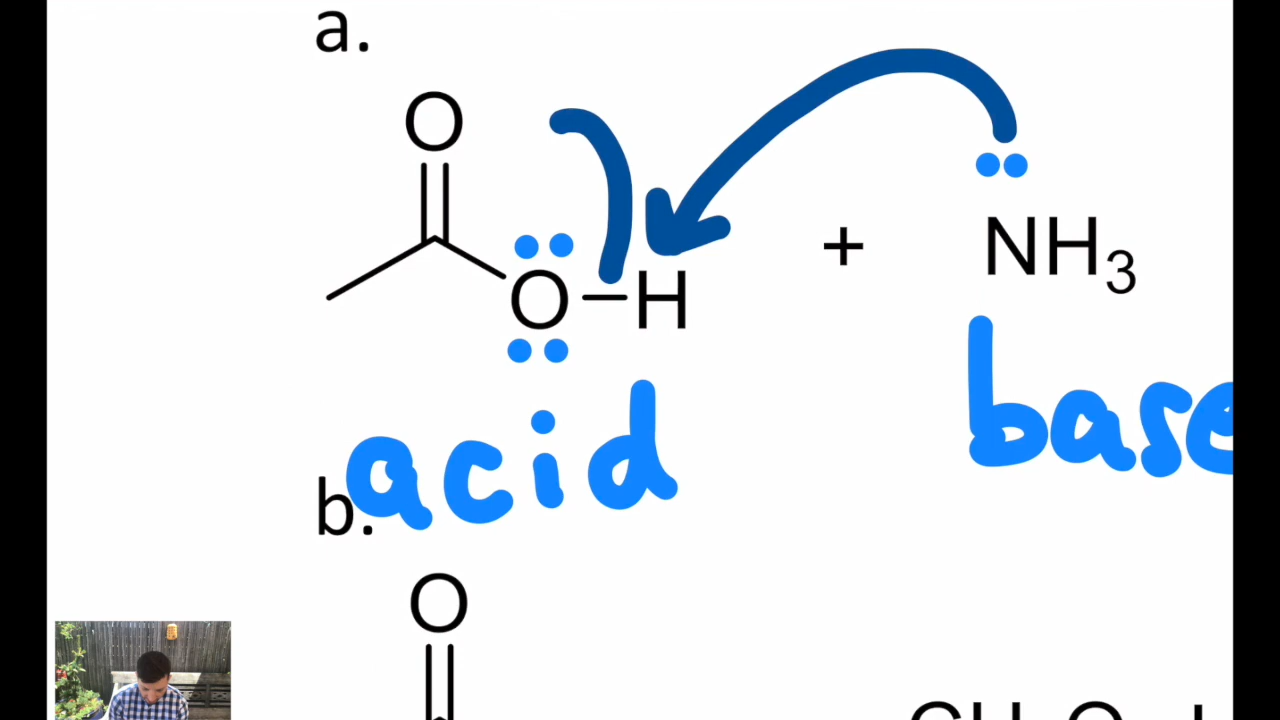 a.
O
O–H + NH₃
acid base
b.
O